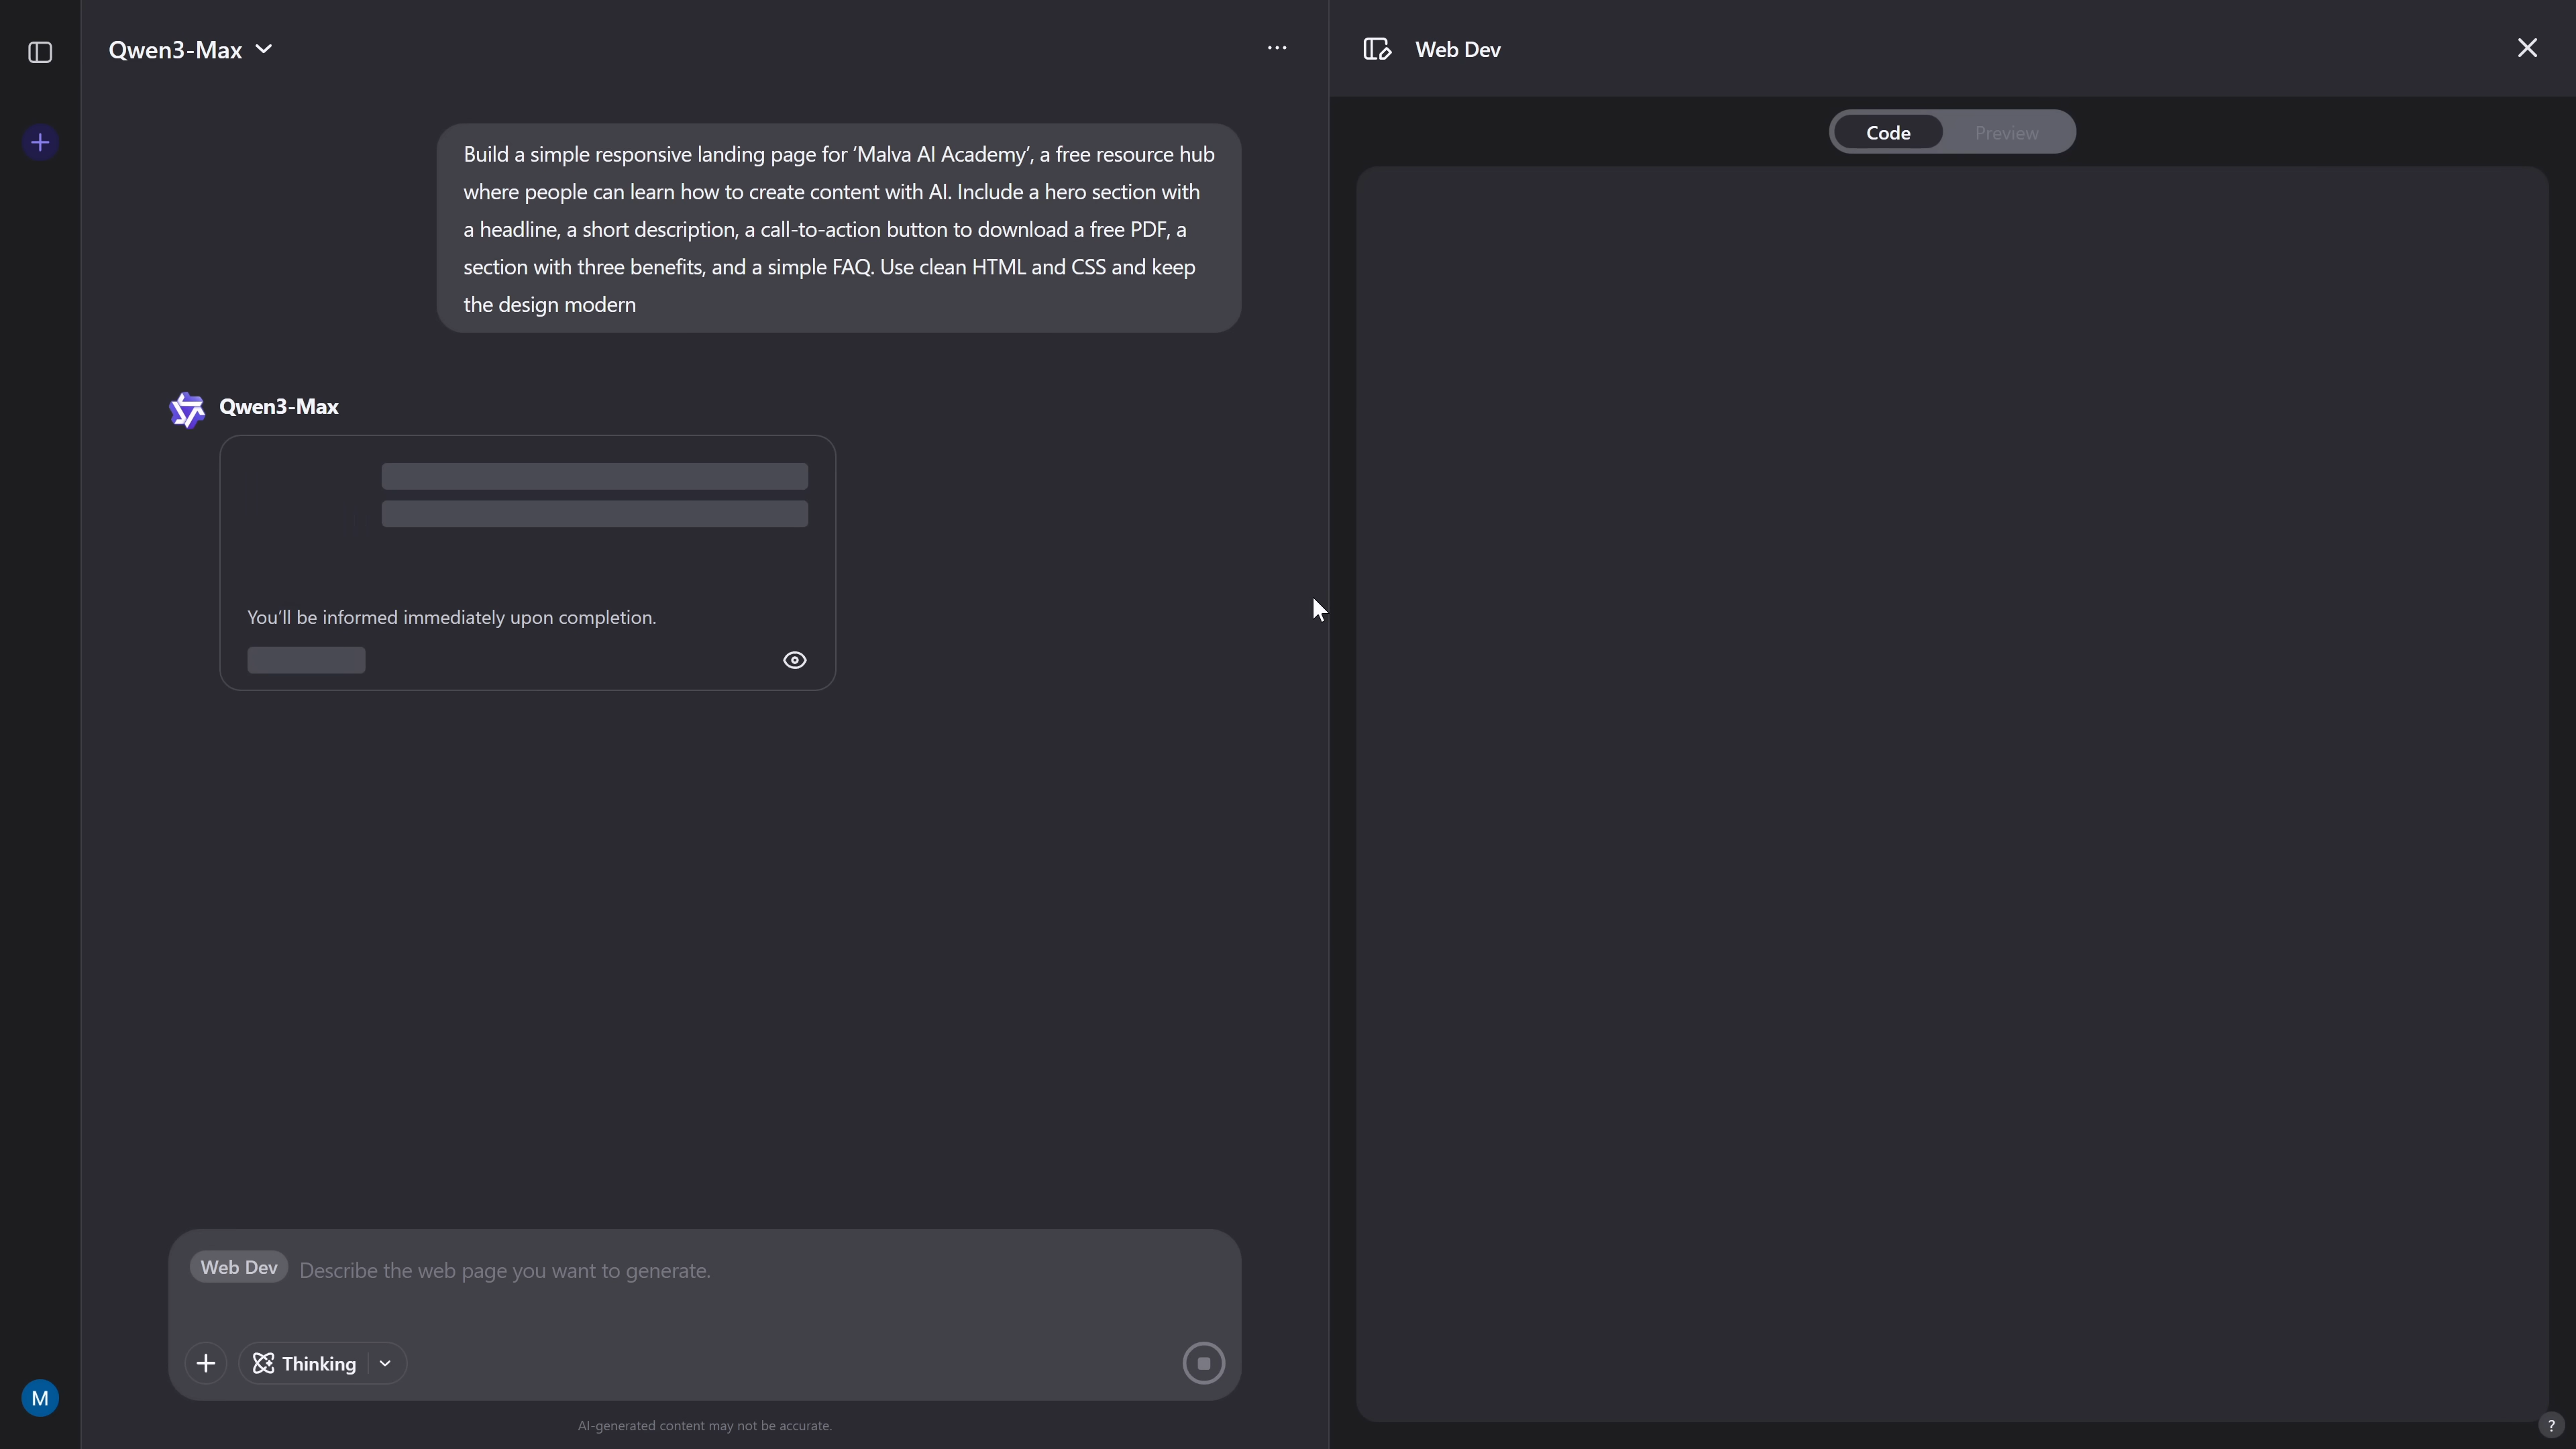 Qwen3-Max
Web Dev
Code
Preview
Build a simple responsive landing page for ‘Malva AI Academy’, a free resource hub
where people can learn how to create content with AI. Include a hero section with
a headline, a short description, a call-to-action button to download a free PDF, a
section with three benefits, and a simple FAQ. Use clean HTML and CSS and keep
the design modern
Qwen3-Max
You'll be informed immediately upon completion.
Web Dev Describe the web page you want to generate.
Thinking
M
AI-generated content may not be accurate.
?